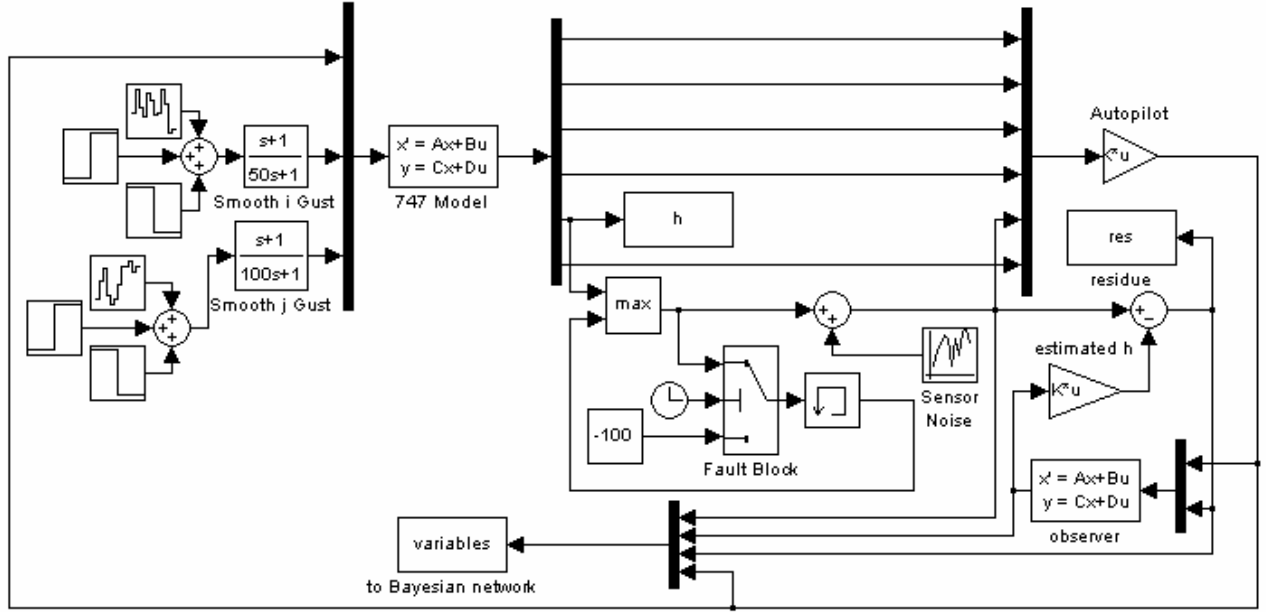 Autopilot
K*u
s+1
50s+1
Smooth i Gust
x' = Ax+Bu
y = Cx+Du
747 Model
h
res
residue
s+1
100s+1
Smooth j Gust
max
estimated h
K*u
Sensor
Noise
-100
Fault Block
x' = Ax+Bu
y = Cx+Du
observer
variables
to Bayesian network